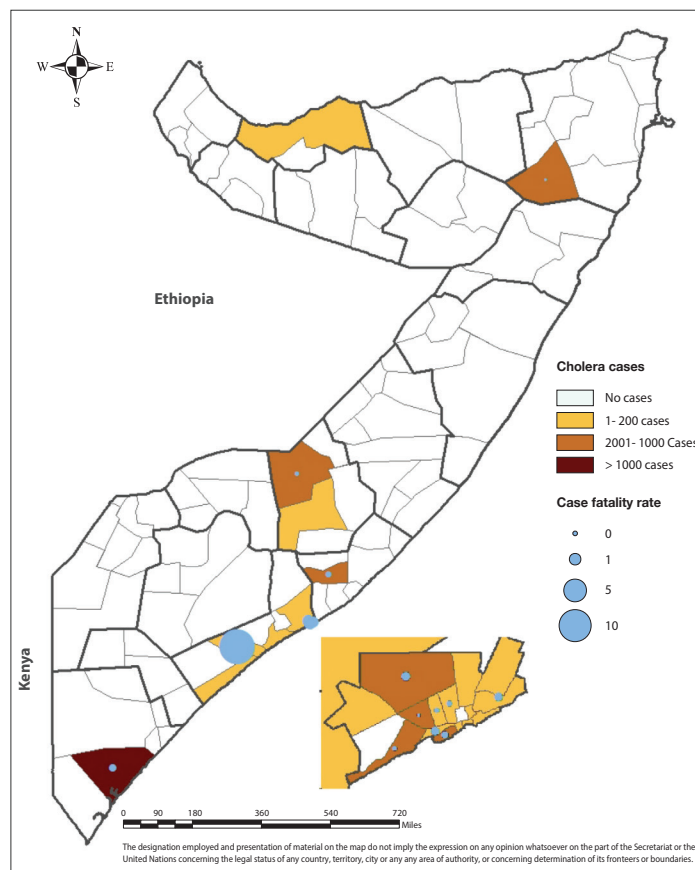 N
W E
S
Ethiopia
Kenya
Cholera cases
No cases
1- 200 cases
2001- 1000 Cases
> 1000 cases
Case fatality rate
0
1
5
10
0 90 180 360 540 720
Miles
The designation employed and presentation of material on the map do not imply the expression on any opinion whatsoever on the part of the Secretariat or the
United Nations concerning the legal status of any country, territory, city or any any area of authority, or concerning determination of its fronteers or boundaries.